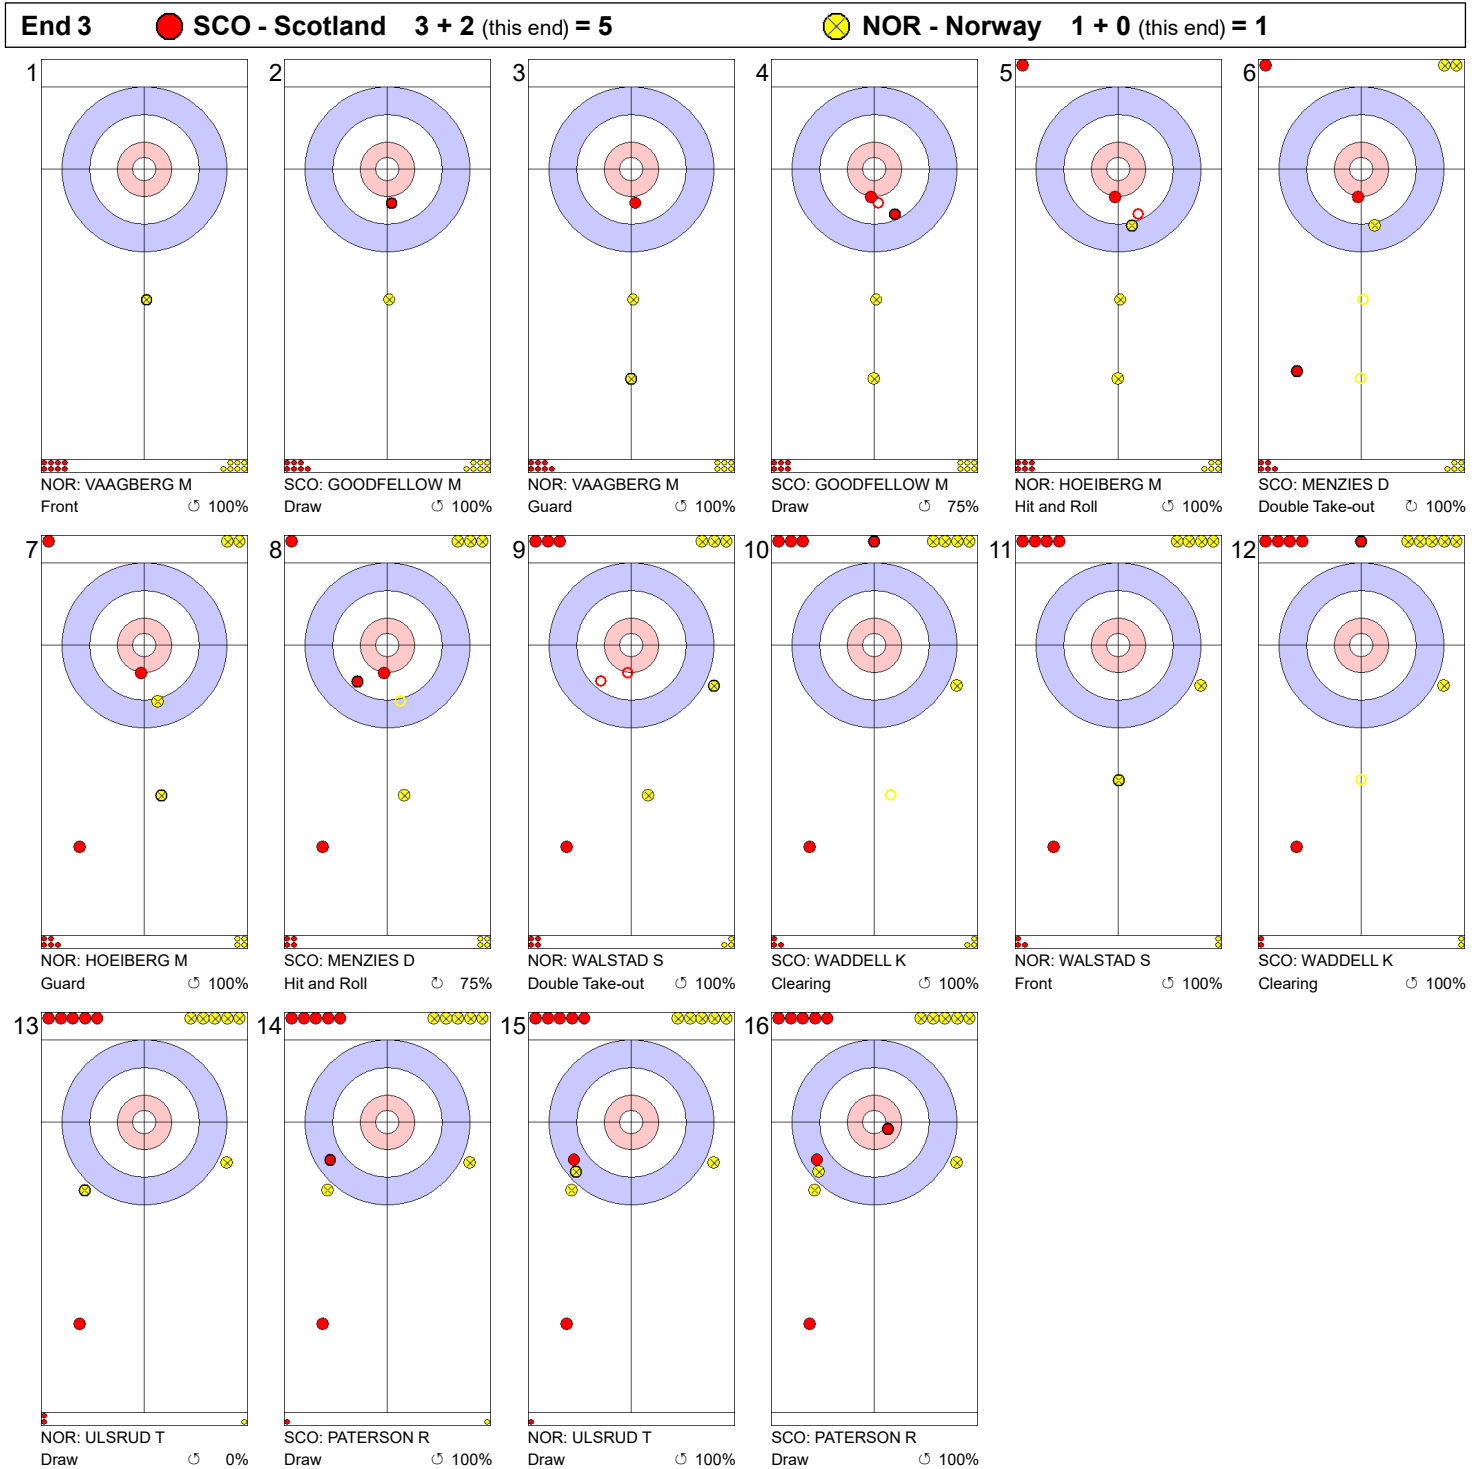 End 3 SCO - Scotland 3 + 2 (this end) = 5 NOR - Norway 1 + 0 (this end) = 1
1 2 3 4 5 6
NOR: VAAGBERG M SCO: GOODFELLOW M NOR: VAAGBERG M SCO: GOODFELLOW M NOR: HOEIBERG M SCO: MENZIES D
Front ↺ 100% Draw ↺ 100% Guard ↺ 100% Draw ↺ 75% Hit and Roll ↺ 100% Double Take-out ↻ 100%
7 8 9 10 11 12
NOR: HOEIBERG M SCO: MENZIES D NOR: WALSTAD S SCO: WADDELL K NOR: WALSTAD S SCO: WADDELL K
Guard ↺ 100% Hit and Roll ↻ 75% Double Take-out ↺ 100% Clearing ↺ 100% Front ↺ 100% Clearing ↺ 100%
13 14 15 16
NOR: ULSRUD T SCO: PATERSON R NOR: ULSRUD T SCO: PATERSON R
Draw ↺ 0% Draw ↺ 100% Draw ↺ 100% Draw ↺ 100%